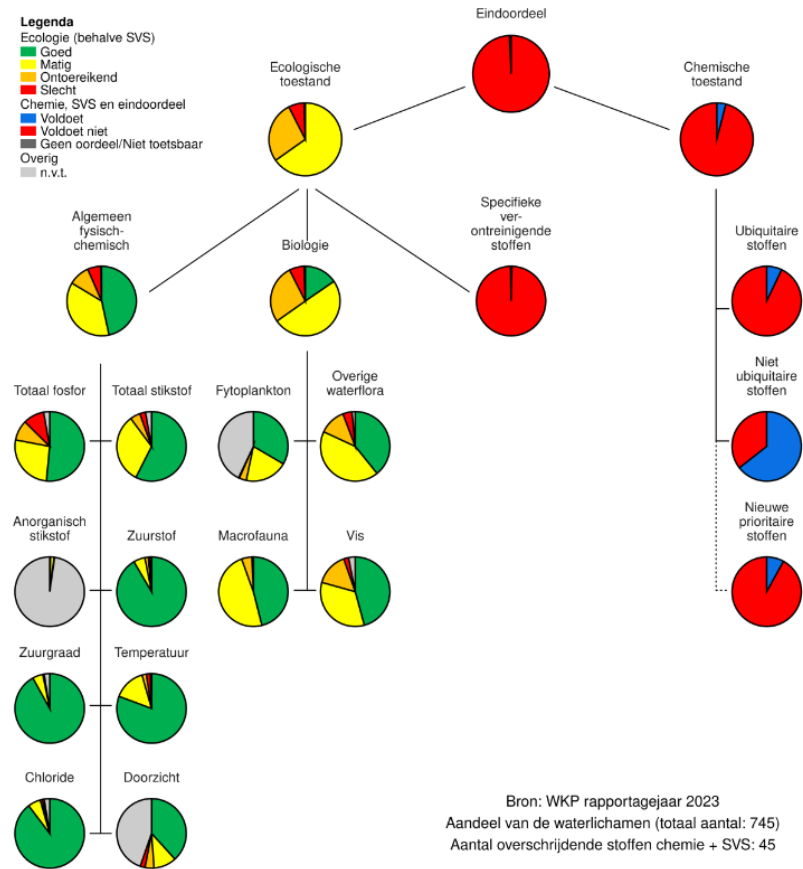 Legenda
Ecologie (behalve SVS)
Goed
Matig
Ontoereikend
Slecht
Chemie, SVS en eindoordeel
Voldoet
Voldoet niet
Geen oordeel/Niet toetsbaar
Overig
n.v.t.
Eindoordeel
Ecologische
toestand
Chemische
toestand
Algemeen
fysisch-
chemisch
Biologie
Specifieke
ver-
ontreinigende
stoffen
Ubiquitaire
stoffen
Totaal fosfor
Totaal stikstof
Fytoplankton
Overige
waterflora
Niet
ubiquitaire
stoffen
Anorganisch
stikstof
Zuurstof
Macrofauna
Vis
Nieuwe
prioritaire
stoffen
Zuurgraad
Temperatuur
Chloride
Doorzicht
Bron: WKP rapportagejaar 2023
Aandeel van de waterlichamen (totaal aantal: 745)
Aantal overschrijdende stoffen chemie + SVS: 45